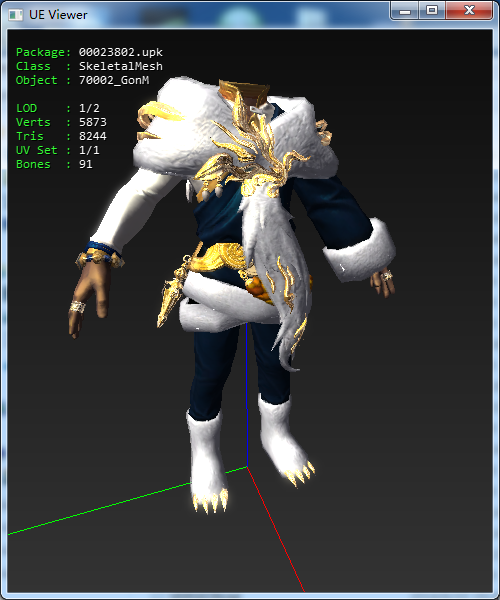 UE Viewer
Package: 00023802.upk
Class : SkeletalMesh
Object : 70002_GonM
LOD : 1/2
Verts : 5873
Tris : 8244
UV Set : 1/1
Bones : 91